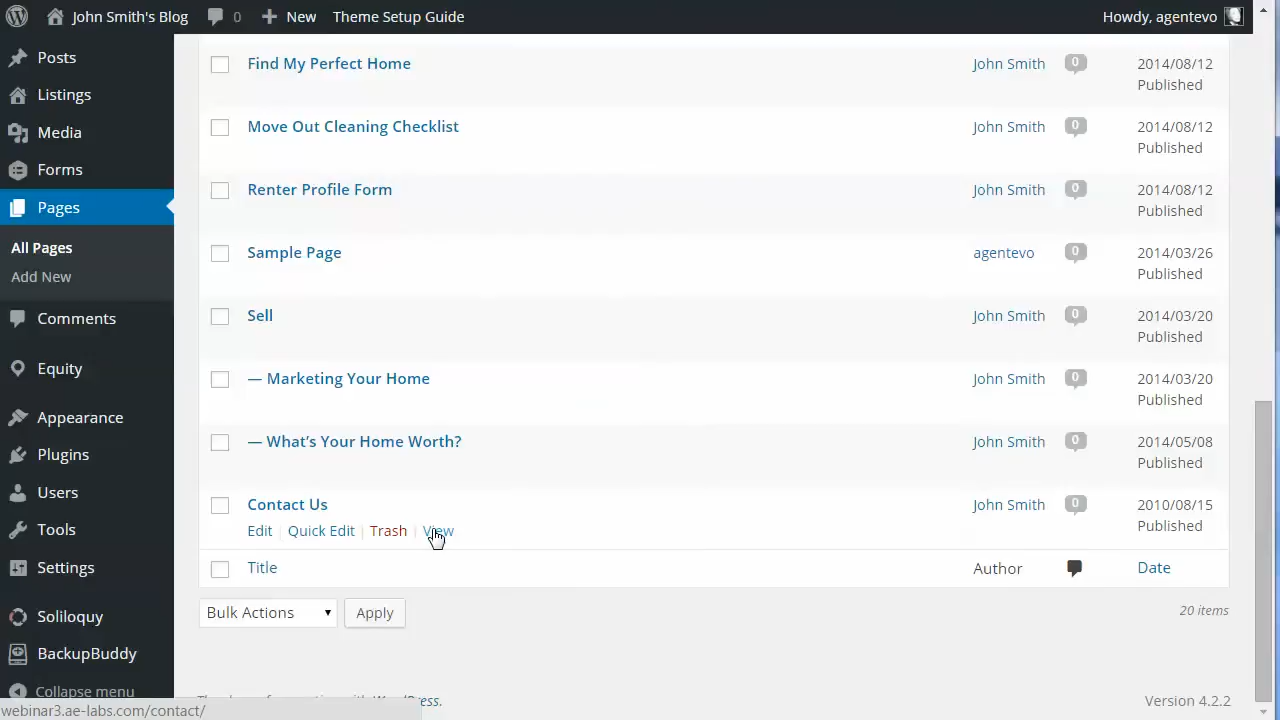 John Smith's Blog 0 New Theme Setup Guide Howdy, agentevo
Posts
Listings
Media
Forms
Pages
All Pages
Add New
Comments
Equity
Appearance
Plugins
Users
Tools
Settings
Soliloquy
BackupBuddy
Collapse menu
Find My Perfect Home John Smith 0 2014/08/12
Published
Move Out Cleaning Checklist John Smith 0 2014/08/12
Published
Renter Profile Form John Smith 0 2014/08/12
Published
Sample Page agentevo 0 2014/03/26
Published
Sell John Smith 0 2014/03/20
Published
— Marketing Your Home John Smith 0 2014/03/20
Published
— What's Your Home Worth? John Smith 0 2014/05/08
Published
Contact Us John Smith 0 2010/08/15
Edit | Quick Edit | Trash | View Published
Title Author Date
Bulk Actions Apply 20 items
WordPress. Version 4.2.2
webinar3.ae-labs.com/contact/